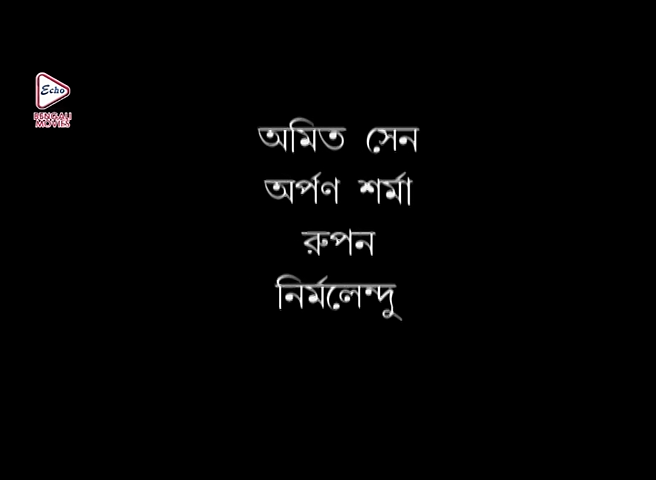 Echo
BENGALI
MOVIES
অমিত সেন
অর্পণ শর্মা
রুপন
নির্মলেন্দু